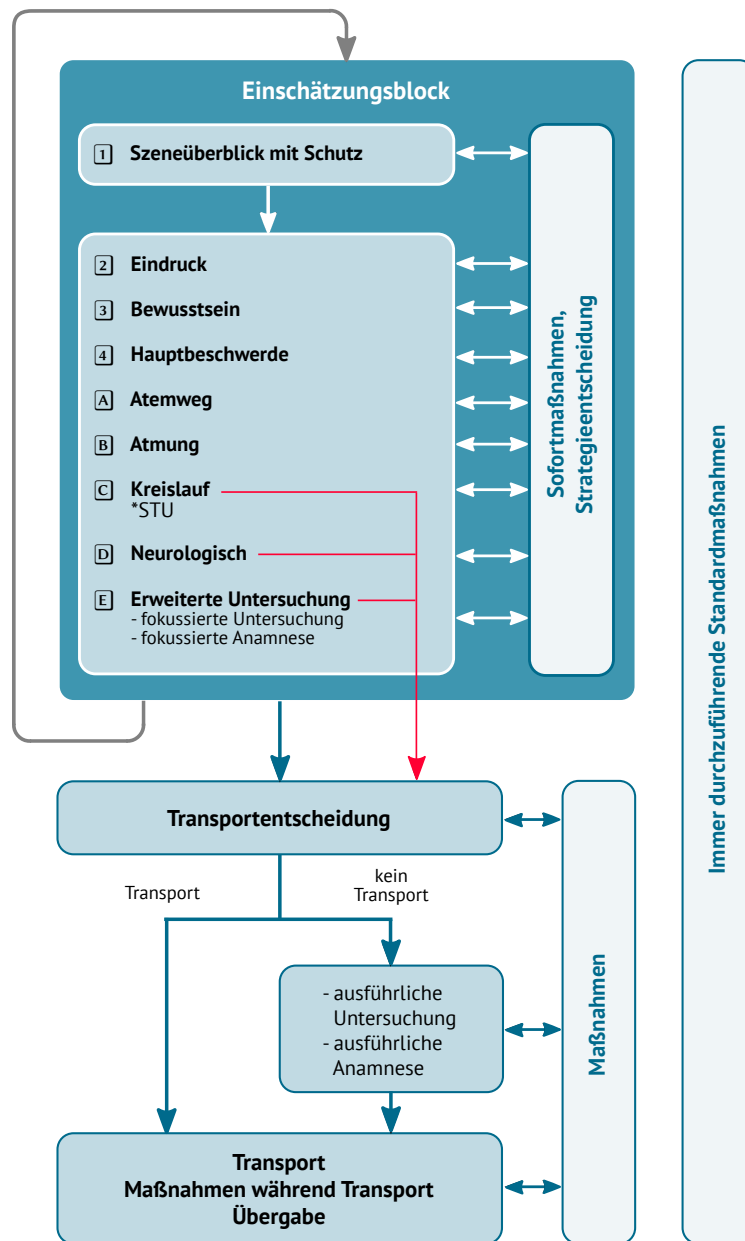 Einschätzungsblock
1 Szeneüberblick mit Schutz
2 Eindruck
3 Bewusstsein
4 Hauptbeschwerde
A Atemweg
B Atmung
C Kreislauf
*STU
D Neurologisch
E Erweiterte Untersuchung
- fokussierte Untersuchung
- fokussierte Anamnese
Sofortmaßnahmen,
Strategieentscheidung
Immer durchzuführende Standardmaßnahmen
Transportentscheidung
Transport
kein
Transport
- ausführliche
Untersuchung
- ausführliche
Anamnese
Maßnahmen
Transport
Maßnahmen während Transport
Übergabe